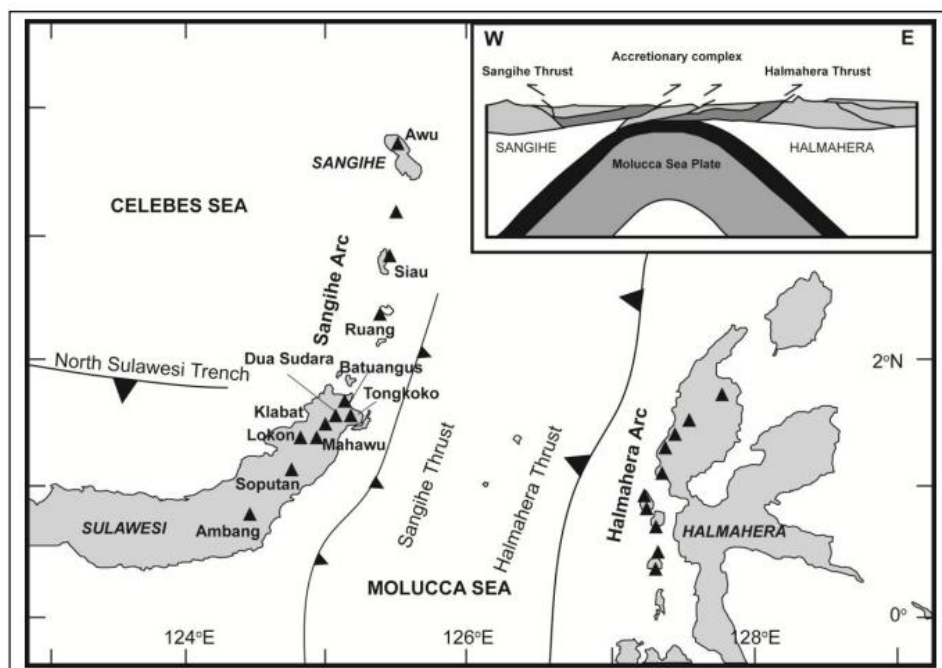 W
E
Accretionary complex
Sangihe Thrust
Halmahera Thrust
SANGIHE
HALMAHERA
Molucca Sea Plate
Awu
SANGIHE
CELEBES SEA
Siau
Sangihe Arc
Ruang
Dua Sudara
Batuangus
North Sulawesi Trench
2°N
Tongkoko
Klabat
Lokon
Mahawu
Soputan
Sangihe Thrust
Halmahera Thrust
Halmahera Arc
SULAWESI
Ambang
HALMAHERA
MOLUCCA SEA
0°
124°E
126°E
128°E